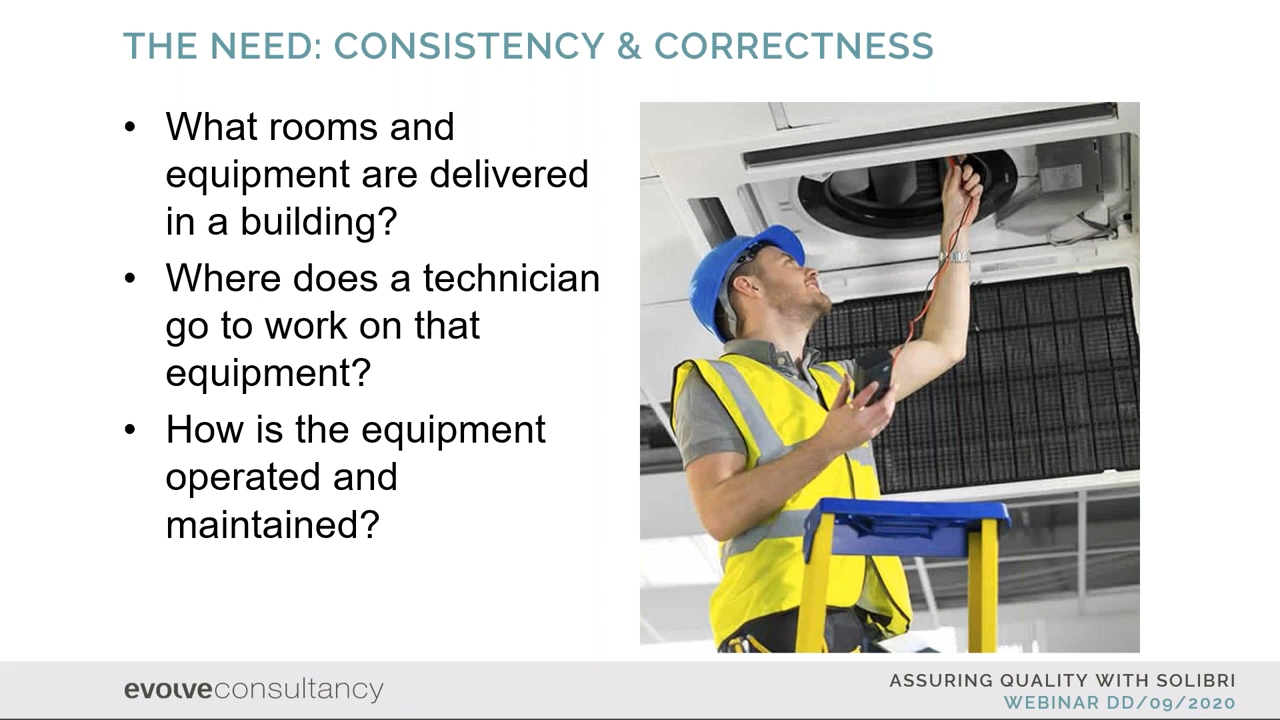 THE NEED: CONSISTENCY & CORRECTNESS
• What rooms and
equipment are delivered
in a building?
• Where does a technician
go to work on that
equipment?
• How is the equipment
operated and
maintained?
evolveconsultancy
ASSURING QUALITY WITH SOLIBRI
WEBINAR DD/09/2020